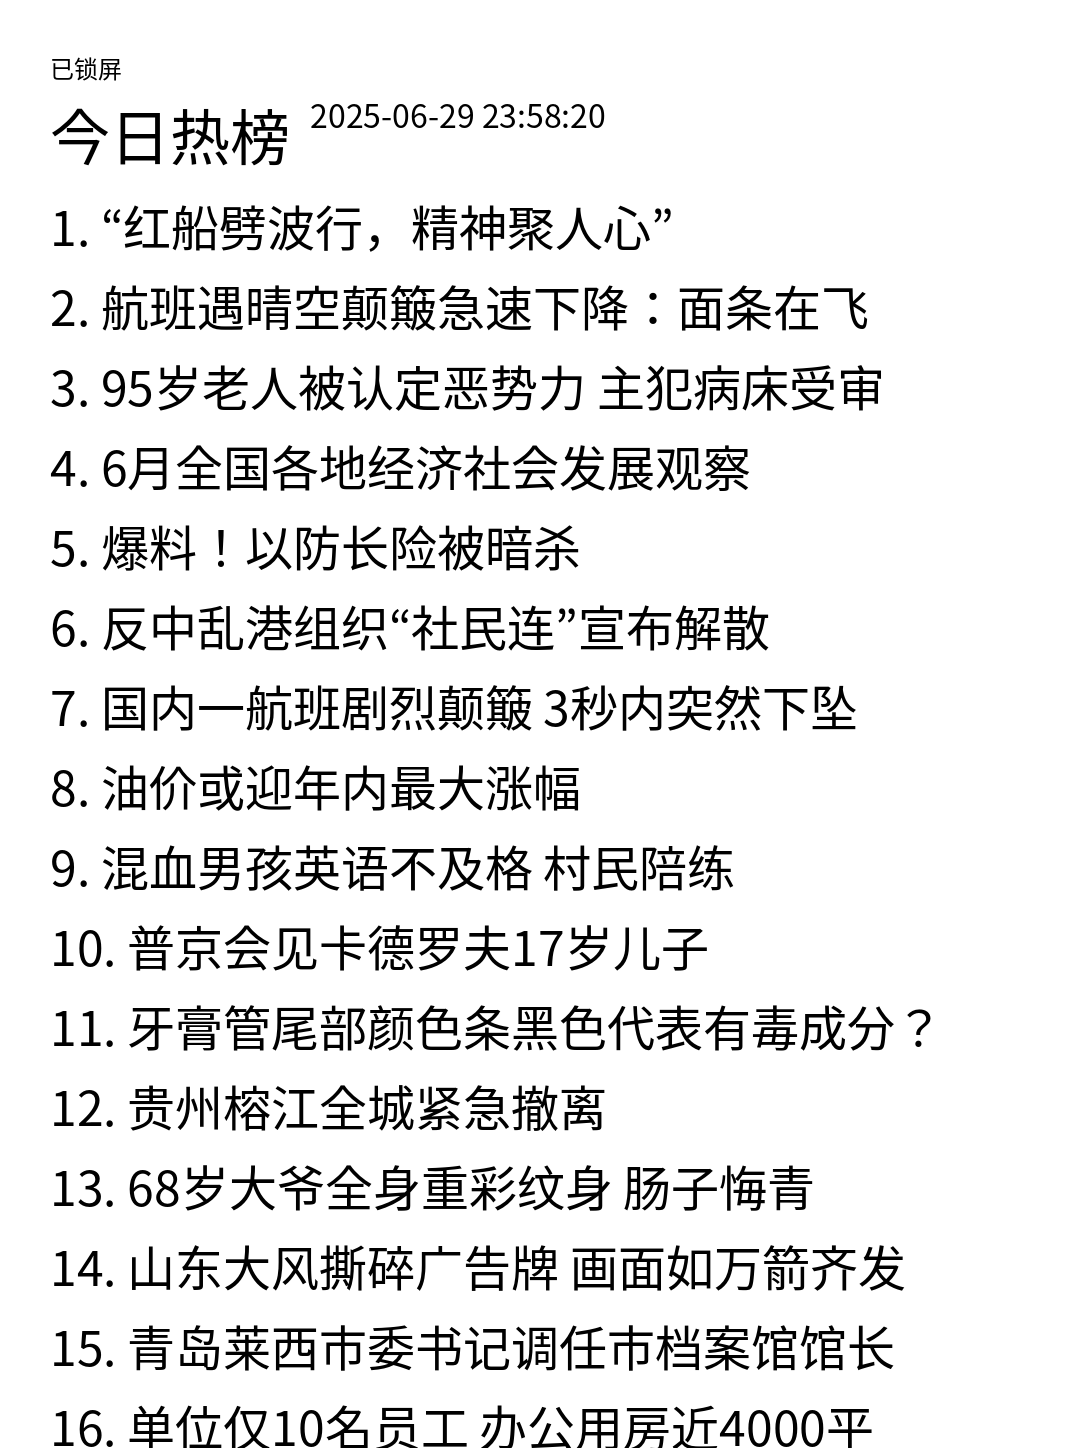 已锁屏
今日热榜 2025-06-29 23:58:20
1. “红船劈波行，精神聚人心”
2. 航班遇晴空颠簸急速下降：面条在飞
3. 95岁老人被认定恶势力 主犯病床受审
4. 6月全国各地经济社会发展观察
5. 爆料！以防长险被暗杀
6. 反中乱港组织“社民连”宣布解散
7. 国内一航班剧烈颠簸 3秒内突然下坠
8. 油价或迎年内最大涨幅
9. 混血男孩英语不及格 村民陪练
10. 普京会见卡德罗夫17岁儿子
11. 牙膏管尾部颜色条黑色代表有毒成分？
12. 贵州榕江全城紧急撤离
13. 68岁大爷全身重彩纹身 肠子悔青
14. 山东大风撕碎广告牌 画面如万箭齐发
15. 青岛莱西市委书记调任市档案馆馆长
16. 单位仅10名员工 办公用房近4000平